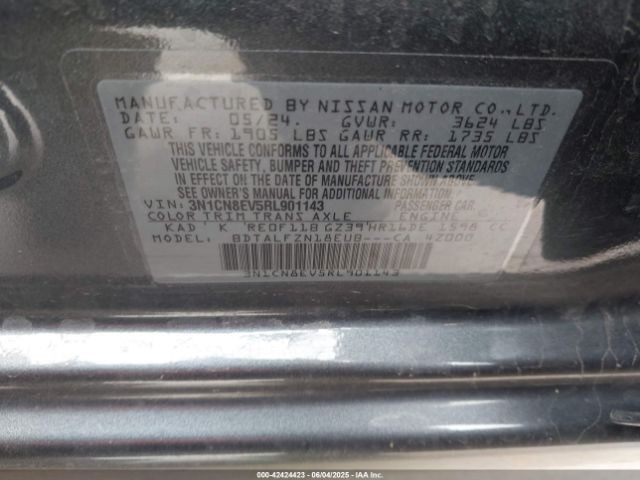 MANUFACTURED BY NISSAN MOTOR CO.,LTD.
DATE: 05/24. GVWR: 3624 LBS
GAWR FR: 1905 LBS GAWR RR: 1735 LBS
THIS VEHICLE CONFORMS TO ALL APPLICABLE FEDERAL MOTOR
VEHICLE SAFETY, BUMPER AND THEFT PREVENTION STANDARDS
IN EFFECT ON THE DATE OF MANUFACTURE SHOWN ABOVE.
SEE OWNER'S MANUAL FOR ADDITIONAL INFORMATION.
VIN: 3N1CN8EV5RL901143 PASSENGER CAR.
COLOR TRIM TRANS AXLE ENGINE
KAD K RE0F11B GZ39 HR16DE 1598 CC
MODEL: BDTALFZN18EUB---CA 42000
3N1CN8EV5RL901143
000-42424423 - 06/04/2025 - IAAI.COM